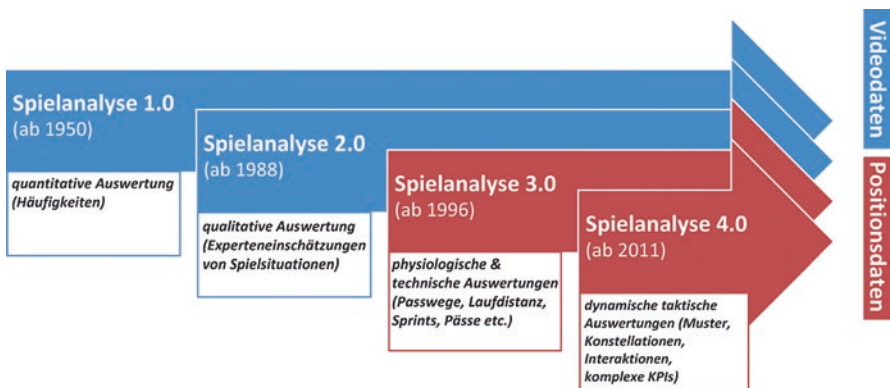 Spielanalyse 1.0
(ab 1950)
quantitative Auswertung
(Häufigkeiten)
Spielanalyse 2.0
(ab 1988)
qualitative Auswertung
(Experteneinschätzungen
von Spielsituationen)
Spielanalyse 3.0
(ab 1996)
physiologische &
technische Auswertungen
(Passwege, Laufdistanz,
Sprints, Pässe etc.)
Spielanalyse 4.0
(ab 2011)
dynamische taktische
Auswertungen (Muster,
Konstellationen,
Interaktionen,
komplexe KPIs)
Videodaten
Positionsdaten